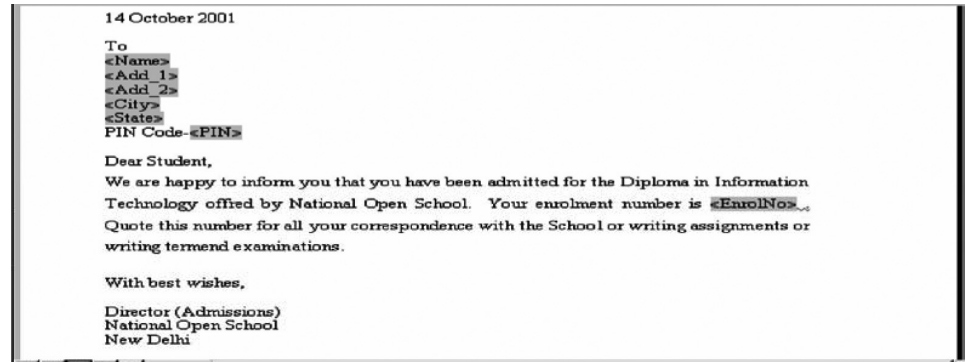 14 October 2001
To
<Name>
<Add_1>
<Add_2>
<City>
<State>
PIN Code-<PIN>
Dear Student,
We are happy to inform you that you have been admitted for the Diploma in Information
Technology offred by National Open School. Your enrolment number is <EnrolNo>.
Quote this number for all your correspondence with the School or writing assignments or
writing termend examinations.
With best wishes,
Director (Admissions)
National Open School
New Delhi